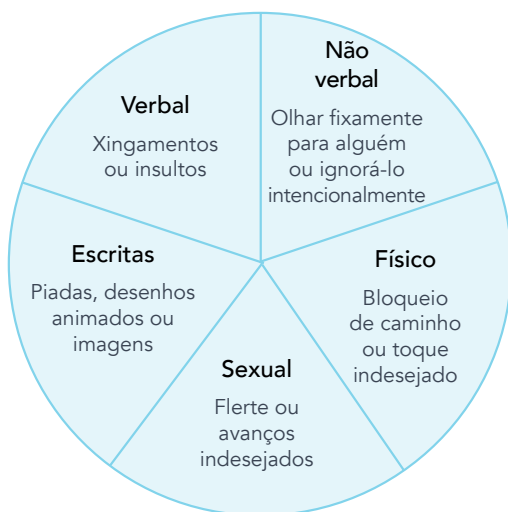 Não
verbal
Olhar fixamente
para alguém
ou ignorá-lo
intencionalmente
Físico
Bloqueio
de caminho
ou toque
indesejado
Sexual
Flerte ou
avanços
indesejados
Escritas
Piadas, desenhos
animados ou
imagens
Verbal
Xingamentos
ou insultos